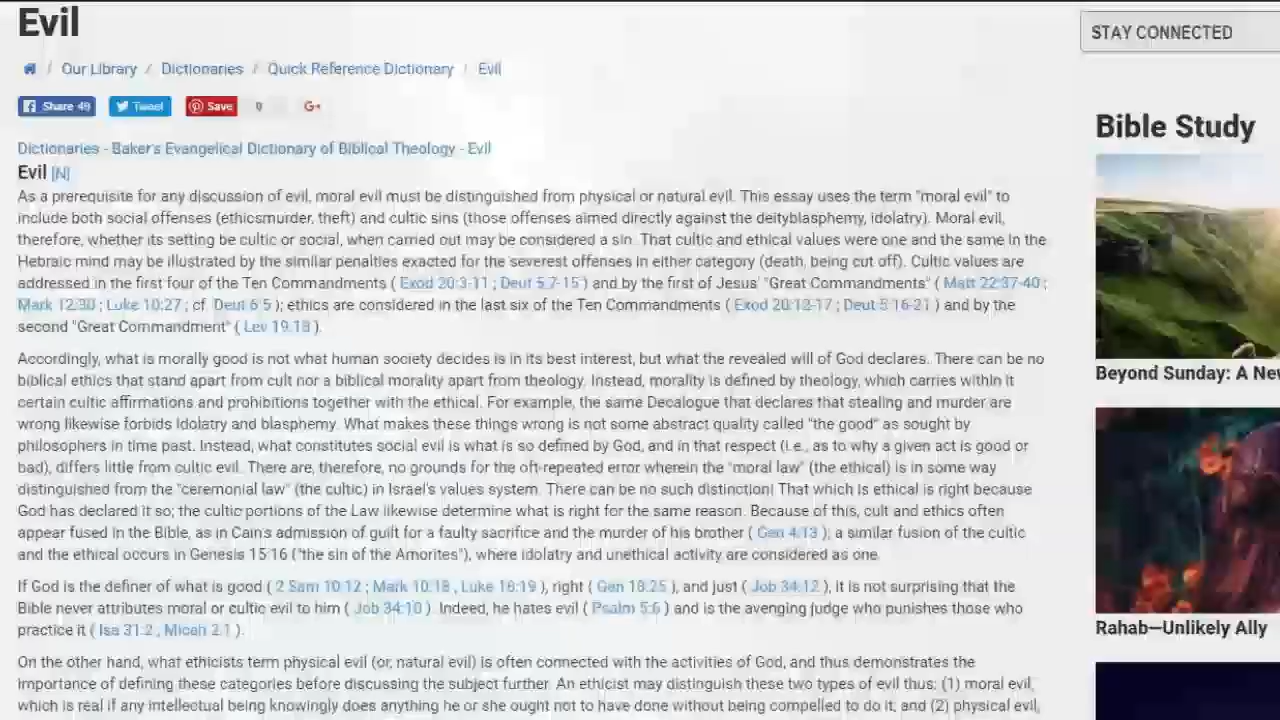 Evil
STAY CONNECTED
/ Our Library / Dictionaries / Quick Reference Dictionary / Evil
Share 49 Tweet Save 0 G+
Bible Study
Dictionaries - Baker's Evangelical Dictionary of Biblical Theology - Evil
Evil [N]
As a prerequisite for any discussion of evil, moral evil must be distinguished from physical or natural evil. This essay uses the term "moral evil" to
include both social offenses (ethicsmurder, theft) and cultic sins (those offenses aimed directly against the deityblasphemy, idolatry). Moral evil,
therefore, whether its setting be cultic or social, when carried out may be considered a sin. That cultic and ethical values were one and the same in the
Hebraic mind may be illustrated by the similar penalties exacted for the severest offenses in either category (death, being cut off). Cultic values are
addressed in the first four of the Ten Commandments ( Exod 20:3-11 ; Deut 5:7-15 ) and by the first of Jesus' "Great Commandments" ( Matt 22:37-40 ;
Mark 12:30 ; Luke 10:27 ; cf. Deut 6:5 ); ethics are considered in the last six of the Ten Commandments ( Exod 20:12-17 ; Deut 5:16-21 ) and by the
second "Great Commandment" ( Lev 19:18 ).
Beyond Sunday: A Ne
Accordingly, what is morally good is not what human society decides is in its best interest, but what the revealed will of God declares. There can be no
biblical ethics that stand apart from cult nor a biblical morality apart from theology. Instead, morality is defined by theology, which carries within it
certain cultic affirmations and prohibitions together with the ethical. For example, the same Decalogue that declares that stealing and murder are
wrong likewise forbids idolatry and blasphemy. What makes these things wrong is not some abstract quality called "the good" as sought by
philosophers in time past. Instead, what constitutes social evil is what is so defined by God, and in that respect (i.e., as to why a given act is good or
bad), differs little from cultic evil. There are, therefore, no grounds for the oft-repeated error wherein the "moral law" (the ethical) is in some way
distinguished from the "ceremonial law" (the cultic) in Israel's values system. There can be no such distinction! That which is ethical is right because
God has declared it so; the cultic portions of the Law likewise determine what is right for the same reason. Because of this, cult and ethics often
appear fused in the Bible, as in Cain's admission of guilt for a faulty sacrifice and the murder of his brother ( Gen 4:13 ); a similar fusion of the cultic
and the ethical occurs in Genesis 15:16 ("the sin of the Amorites"), where idolatry and unethical activity are considered as one.
If God is the definer of what is good ( 2 Sam 10:12 ; Mark 10:18 , Luke 18:19 ), right ( Gen 18:25 ), and just ( Job 34:12 ), it is not surprising that the
Bible never attributes moral or cultic evil to him ( Job 34:10 ). Indeed, he hates evil ( Psalm 5:6 ) and is the avenging judge who punishes those who
practice it ( Isa 31:2 , Micah 2:1 ).
Rahab—Unlikely Ally
On the other hand, what ethicists term physical evil (or, natural evil) is often connected with the activities of God, and thus demonstrates the
importance of defining these categories before discussing the subject further. An ethicist may distinguish these two types of evil thus: (1) moral evil,
which is real if any intellectual being knowingly does anything he or she ought not to have done without being compelled to do it; and (2) physical evil,